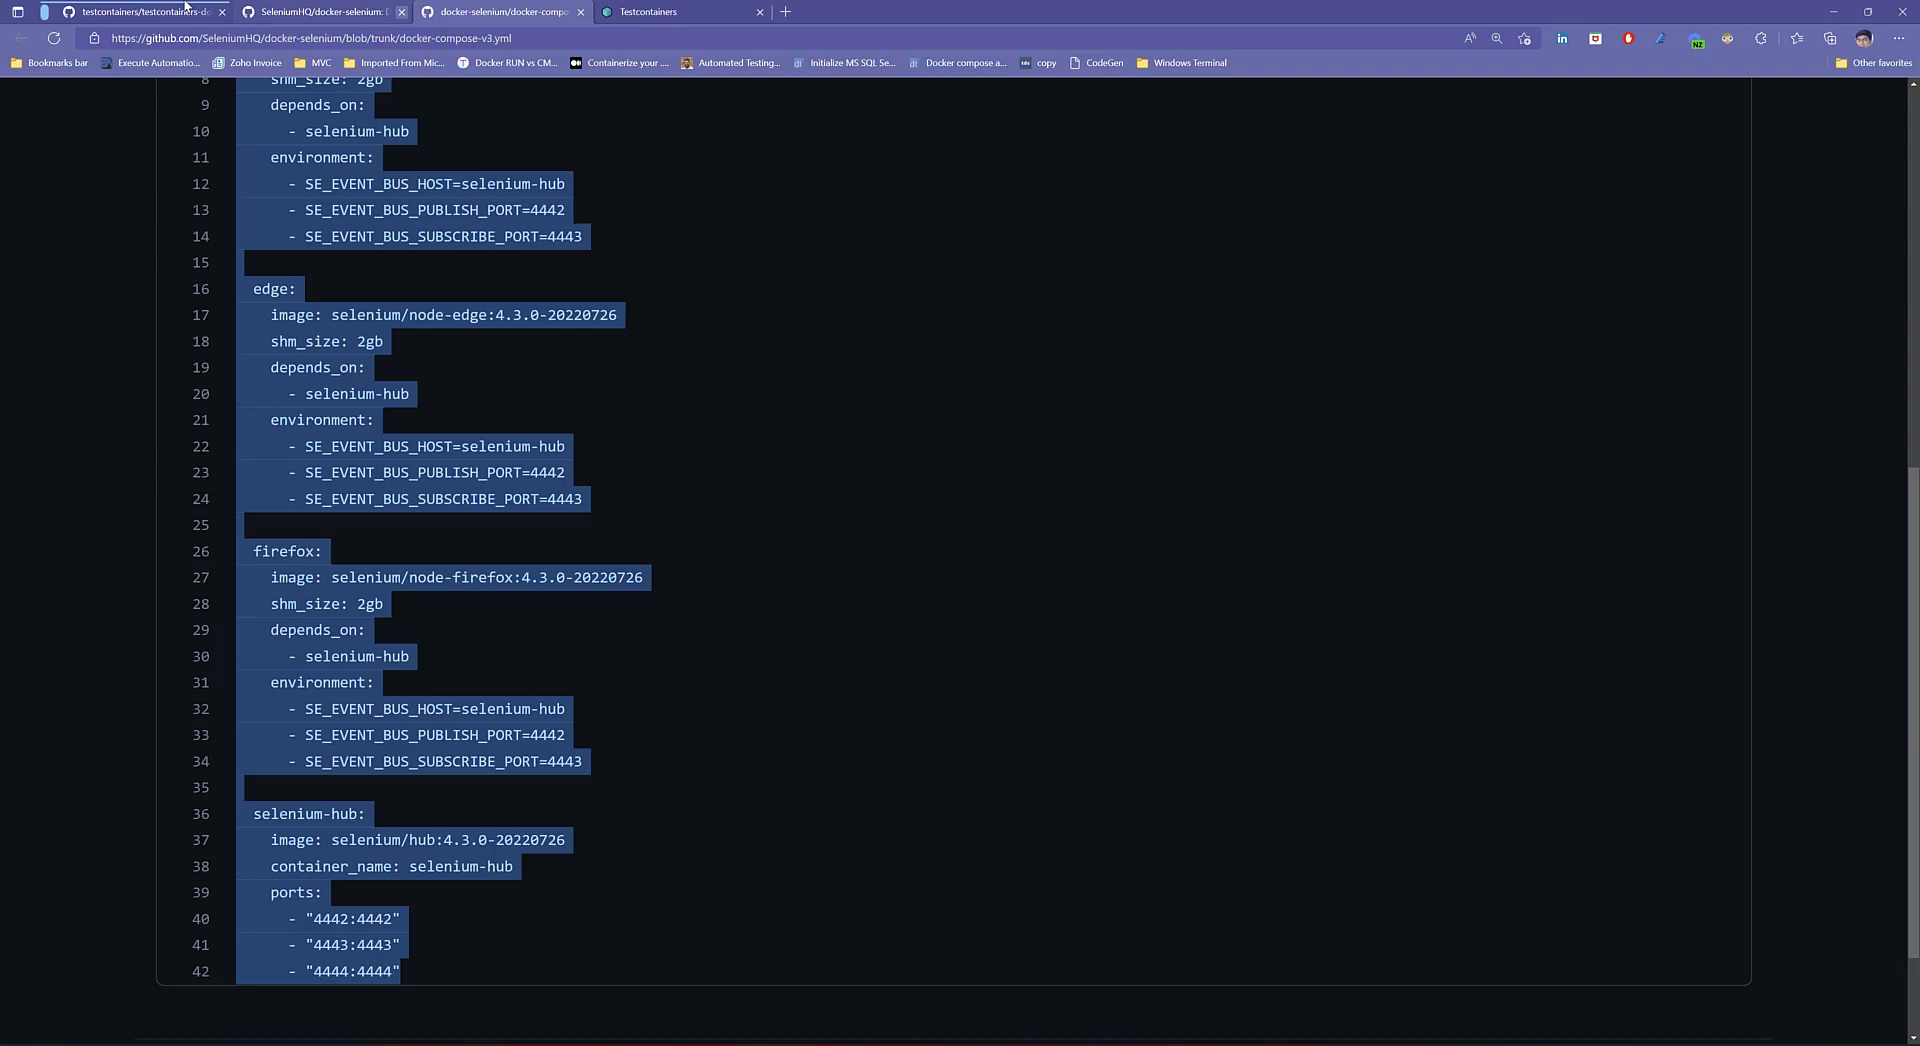 testcontainers/testcontainers-do
SeleniumHQ/docker-selenium: D
docker-selenium/docker-compo
Testcontainers
https://github.com/SeleniumHQ/docker-selenium/blob/trunk/docker-compose-v3.yml
NZ
Bookmarks bar
Execute Automatio...
Zoho Invoice
MVC
Imported From Mic...
Docker RUN vs CM...
Containerize your ....
Automated Testing...
Initialize MS SQL Se...
Docker compose a...
copy
CodeGen
Windows Terminal
Other favorites
8 shm_size: 2gb
9 depends_on:
10 - selenium-hub
11 environment:
12 - SE_EVENT_BUS_HOST=selenium-hub
13 - SE_EVENT_BUS_PUBLISH_PORT=4442
14 - SE_EVENT_BUS_SUBSCRIBE_PORT=4443
15
16 edge:
17 image: selenium/node-edge:4.3.0-20220726
18 shm_size: 2gb
19 depends_on:
20 - selenium-hub
21 environment:
22 - SE_EVENT_BUS_HOST=selenium-hub
23 - SE_EVENT_BUS_PUBLISH_PORT=4442
24 - SE_EVENT_BUS_SUBSCRIBE_PORT=4443
25
26 firefox:
27 image: selenium/node-firefox:4.3.0-20220726
28 shm_size: 2gb
29 depends_on:
30 - selenium-hub
31 environment:
32 - SE_EVENT_BUS_HOST=selenium-hub
33 - SE_EVENT_BUS_PUBLISH_PORT=4442
34 - SE_EVENT_BUS_SUBSCRIBE_PORT=4443
35
36 selenium-hub:
37 image: selenium/hub:4.3.0-20220726
38 container_name: selenium-hub
39 ports:
40 - "4442:4442"
41 - "4443:4443"
42 - "4444:4444"